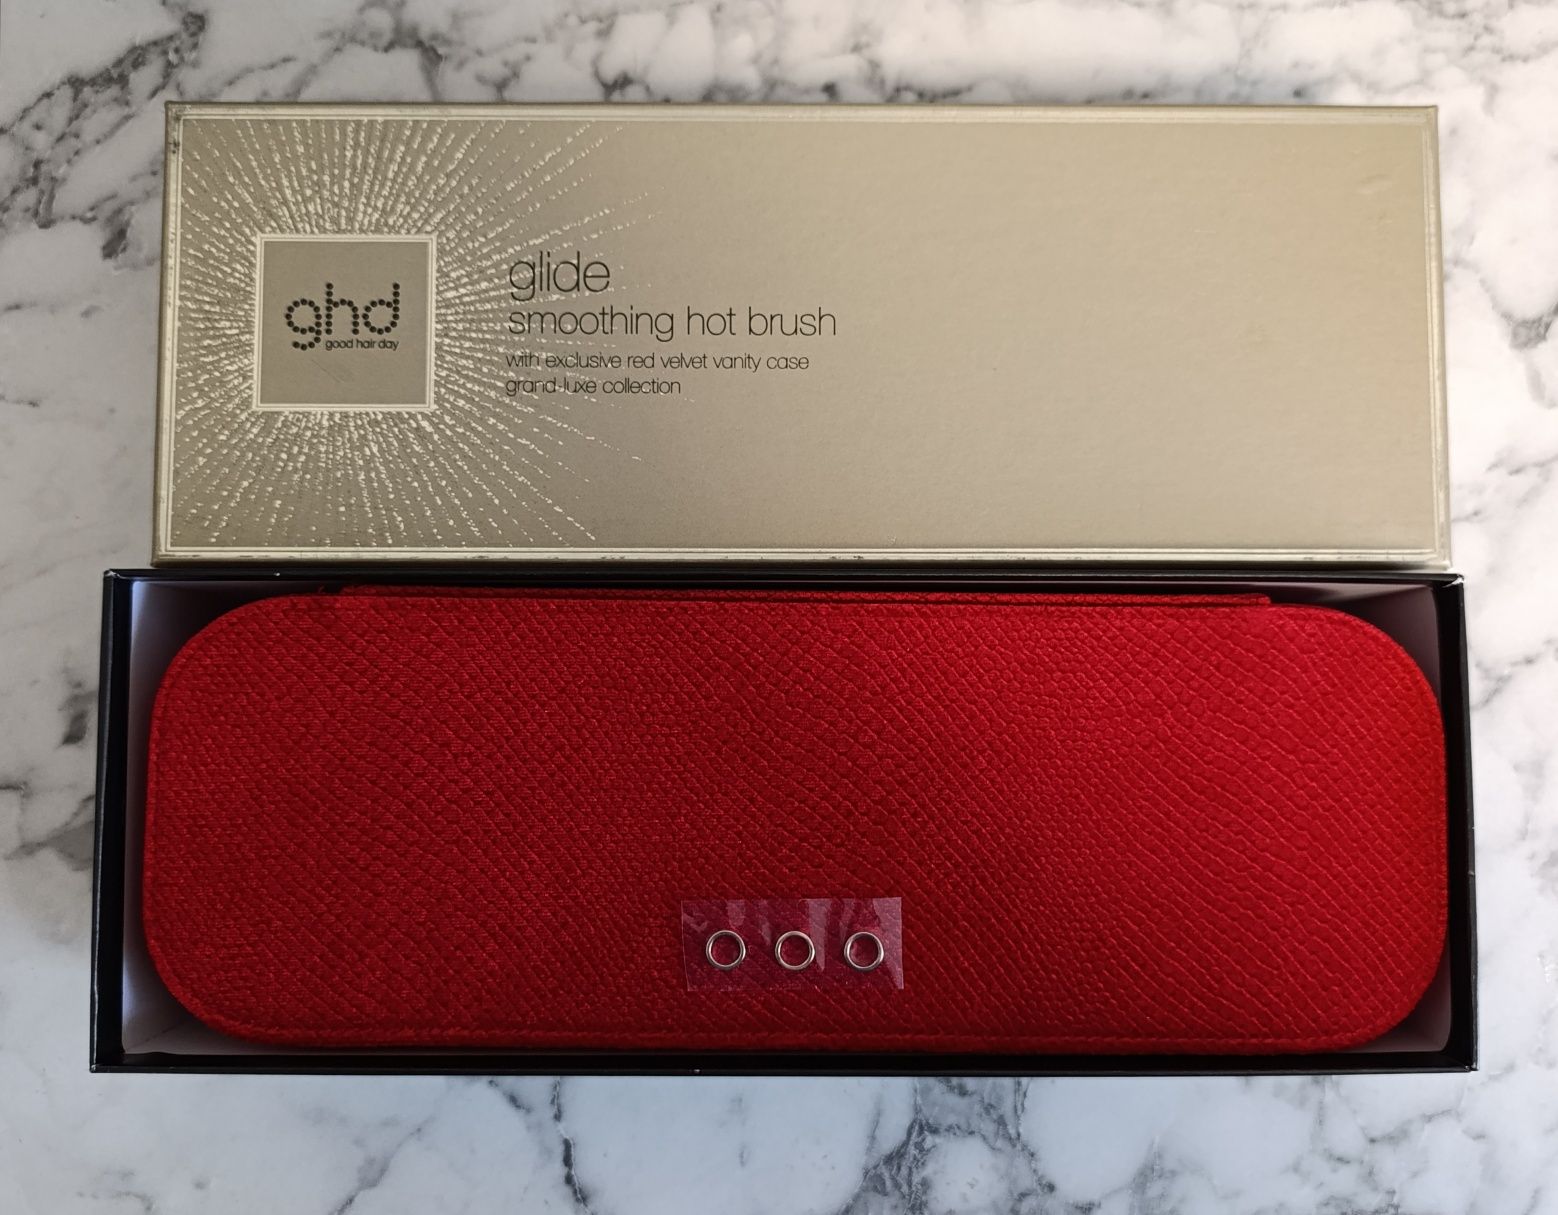 ghd
good hair day
glide
smoothing hot brush
with exclusive red velvet vanity case
grand-luxe collection